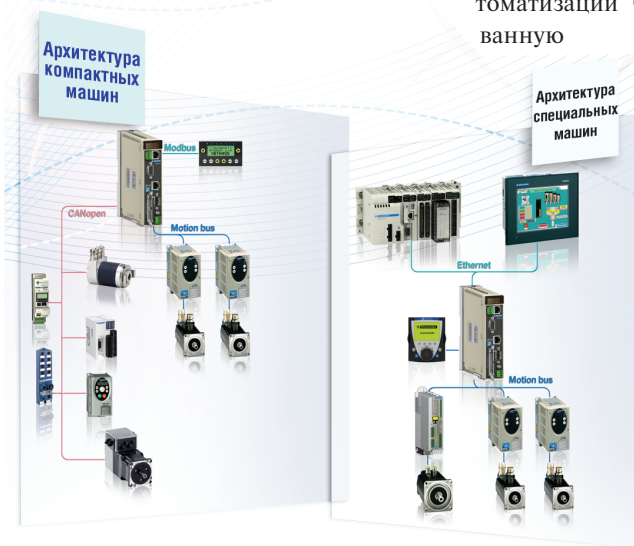 томатизации
ванную
Архитектура
компактных
машин
Архитектура
специальных
машин
Modbus
CANopen
Motion bus
Ethernet
Motion bus